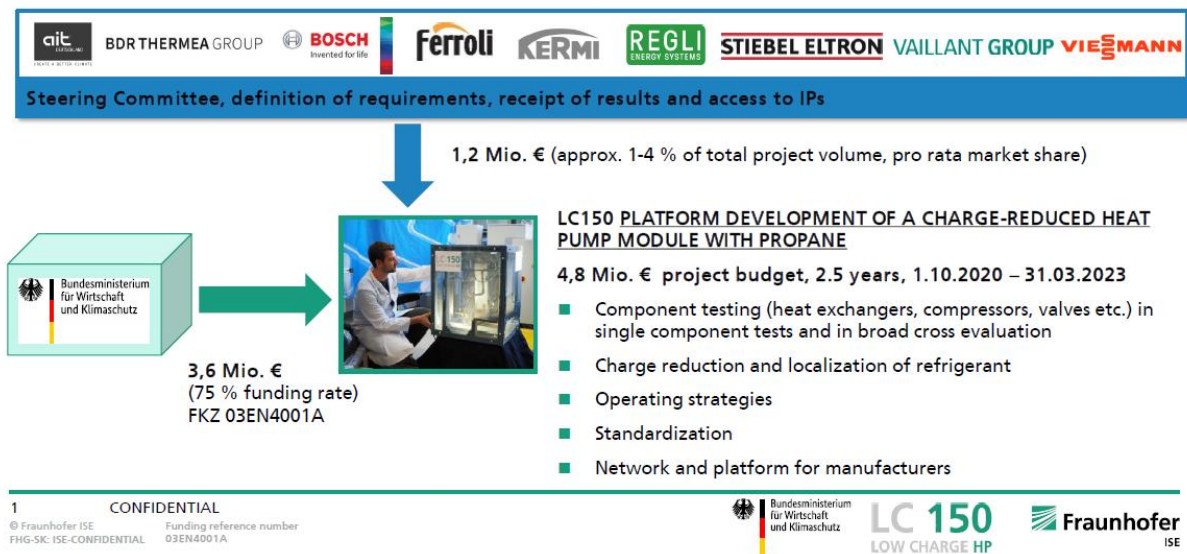 ait
DEUTSCHLAND
CREATE A BETTER CLIMATE
BDR THERMEA GROUP
BOSCH
Invented for life
Ferroli
KERMI
REGLI
ENERGY SYSTEMS
STIEBEL ELTRON
VAILLANT GROUP
VIESSMANN
Steering Committee, definition of requirements, receipt of results and access to IPs
1,2 Mio. € (approx. 1-4 % of total project volume, pro rata market share)
Bundesministerium
für Wirtschaft
und Klimaschutz
3,6 Mio. €
(75 % funding rate)
FKZ 03EN4001A
LC 150
LC150 PLATFORM DEVELOPMENT OF A CHARGE-REDUCED HEAT
PUMP MODULE WITH PROPANE
4,8 Mio. € project budget, 2.5 years, 1.10.2020 – 31.03.2023
Component testing (heat exchangers, compressors, valves etc.) in
single component tests and in broad cross evaluation
Charge reduction and localization of refrigerant
Operating strategies
Standardization
Network and platform for manufacturers
1 CONFIDENTIAL
© Fraunhofer ISE Funding reference number
FHG-SK: ISE-CONFIDENTIAL 03EN4001A
Bundesministerium
für Wirtschaft
und Klimaschutz
LC 150
LOW CHARGE HP
Fraunhofer
ISE